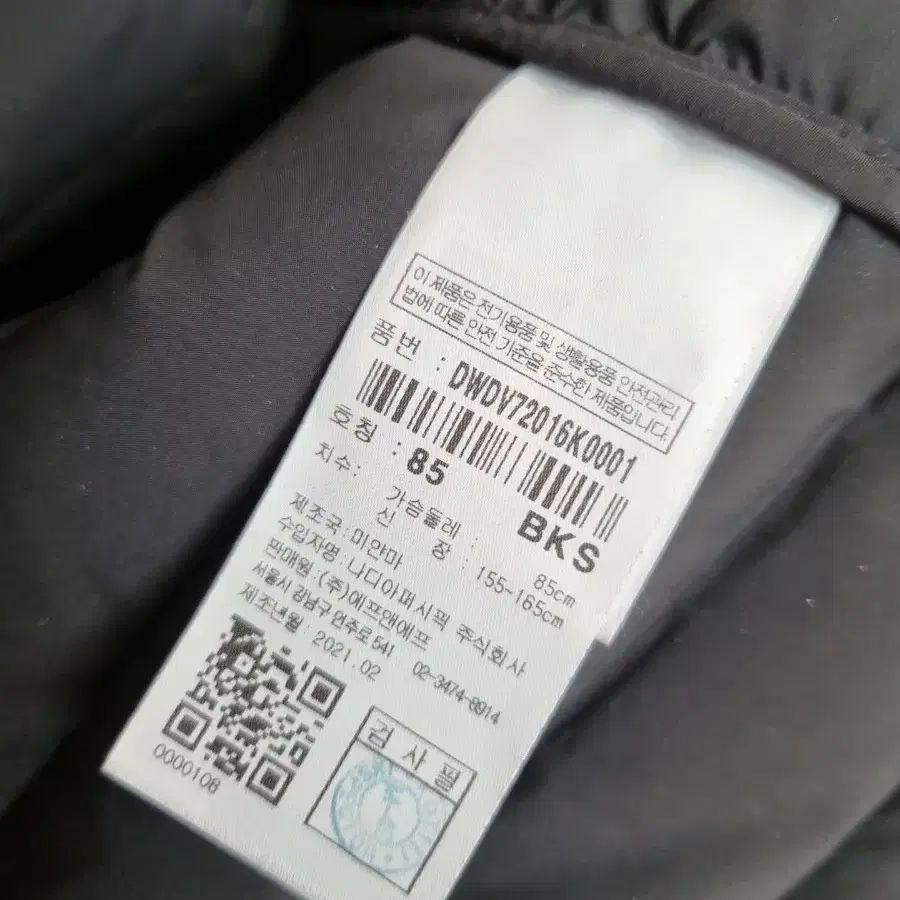 이 제품은 전기용품 및 생활용품 안전관리
법에 따른 안전 기준을 준수한 제품입니다.
품 번 : DWDV72016K0001
호 칭 : 85 BKS
치 수 : 가슴둘레 : 85cm
신 장 : 155~165cm
제 조 국 : 미얀마
수입자명 : 나디아퍼시픽 주식회사
판 매 원 : (주)에프앤에프
서울시 강남구 언주로 541 02-3474-8914
제조년월 : 2021.02
0000108
검 사 필